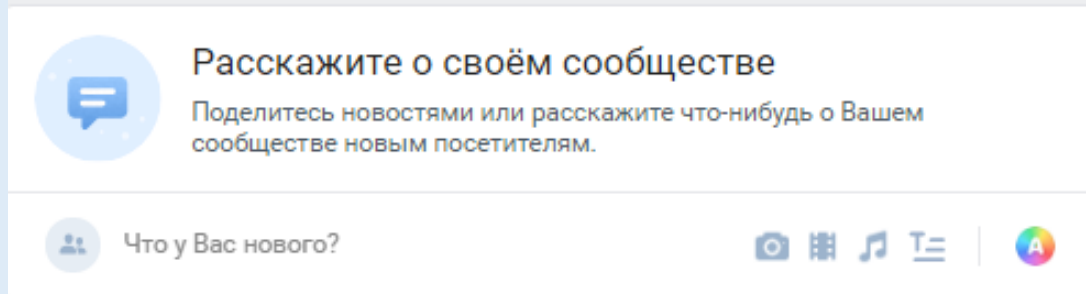 Расскажите о своём сообществе
Поделитесь новостями или расскажите что-нибудь о Вашем
сообществе новым посетителям.
Что у Вас нового?
T
A